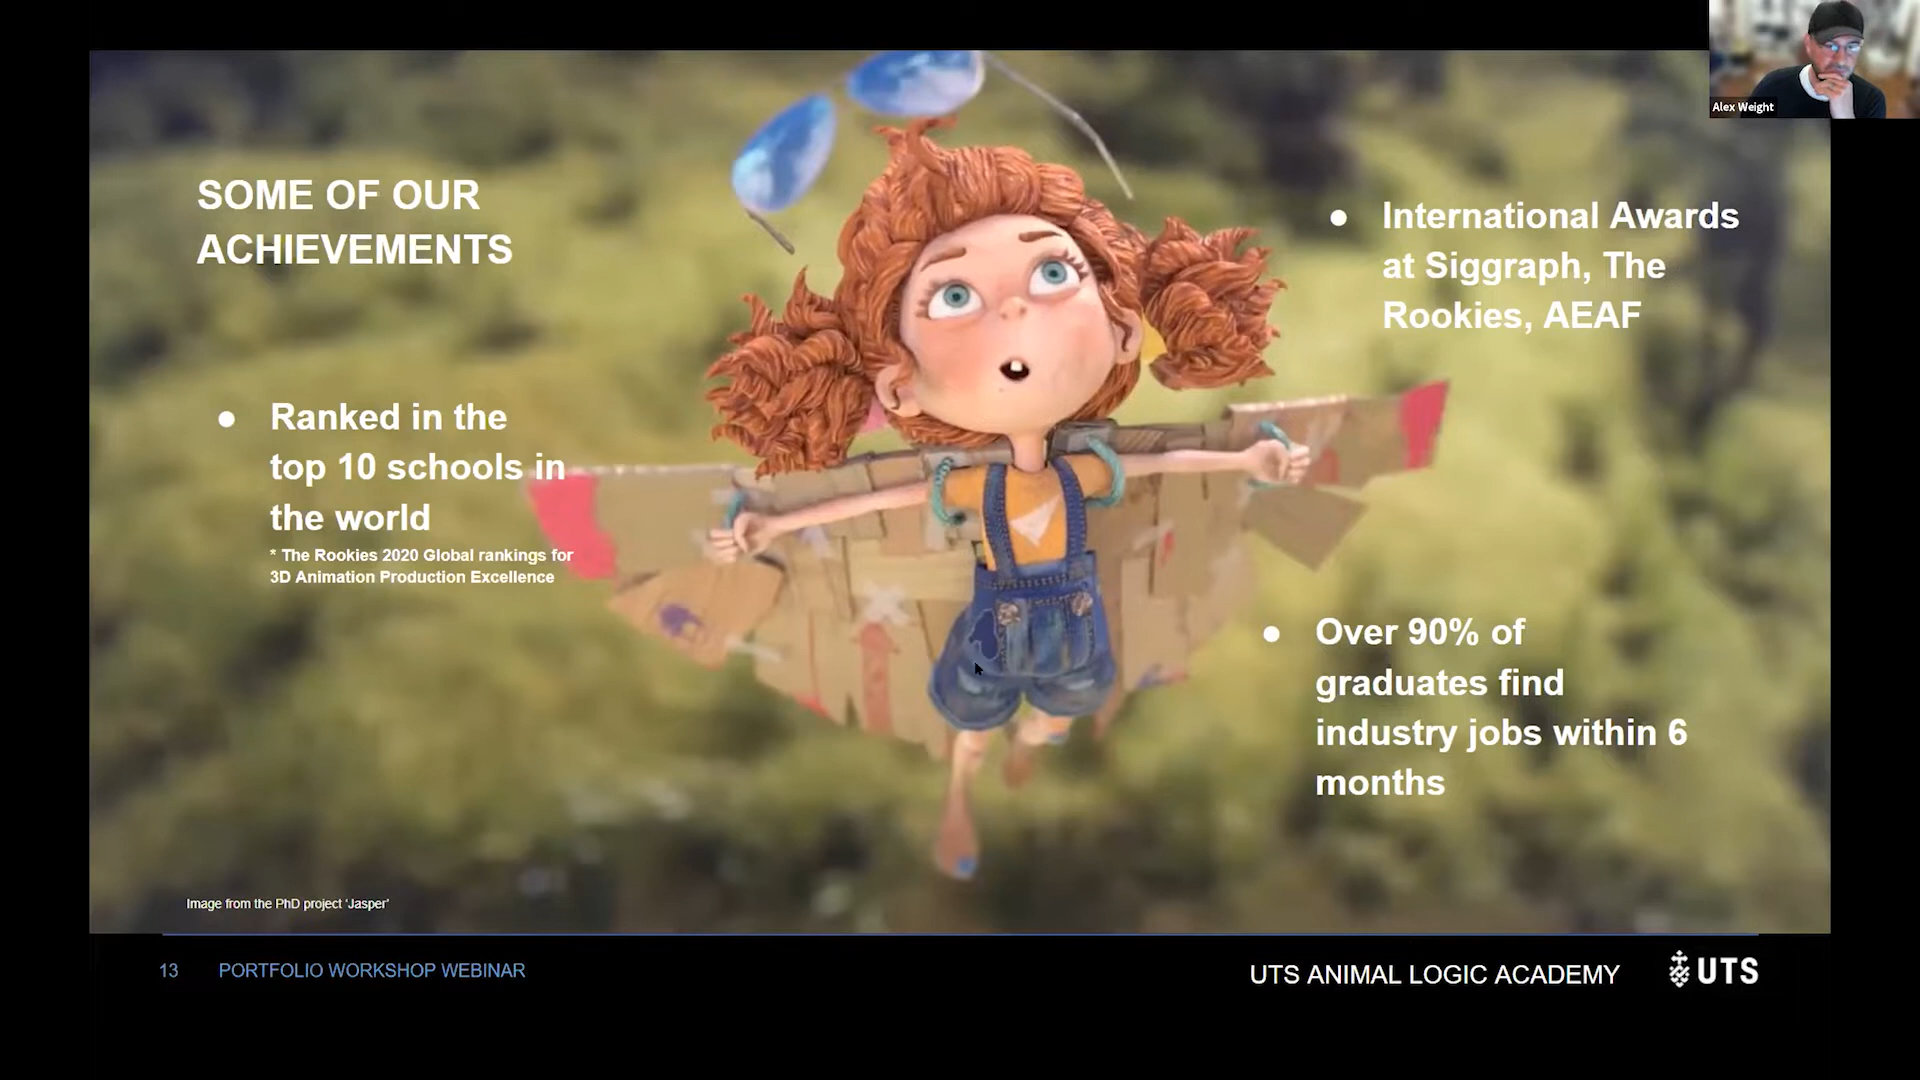 Alex Weight
SOME OF OUR
ACHIEVEMENTS
International Awards
at Siggraph, The
Rookies, AEAF
Ranked in the
top 10 schools in
the world
* The Rookies 2020 Global rankings for
3D Animation Production Excellence
Over 90% of
graduates find
industry jobs within 6
months
Image from the PhD project ‘Jasper’
13 PORTFOLIO WORKSHOP WEBINAR
UTS ANIMAL LOGIC ACADEMY
UTS